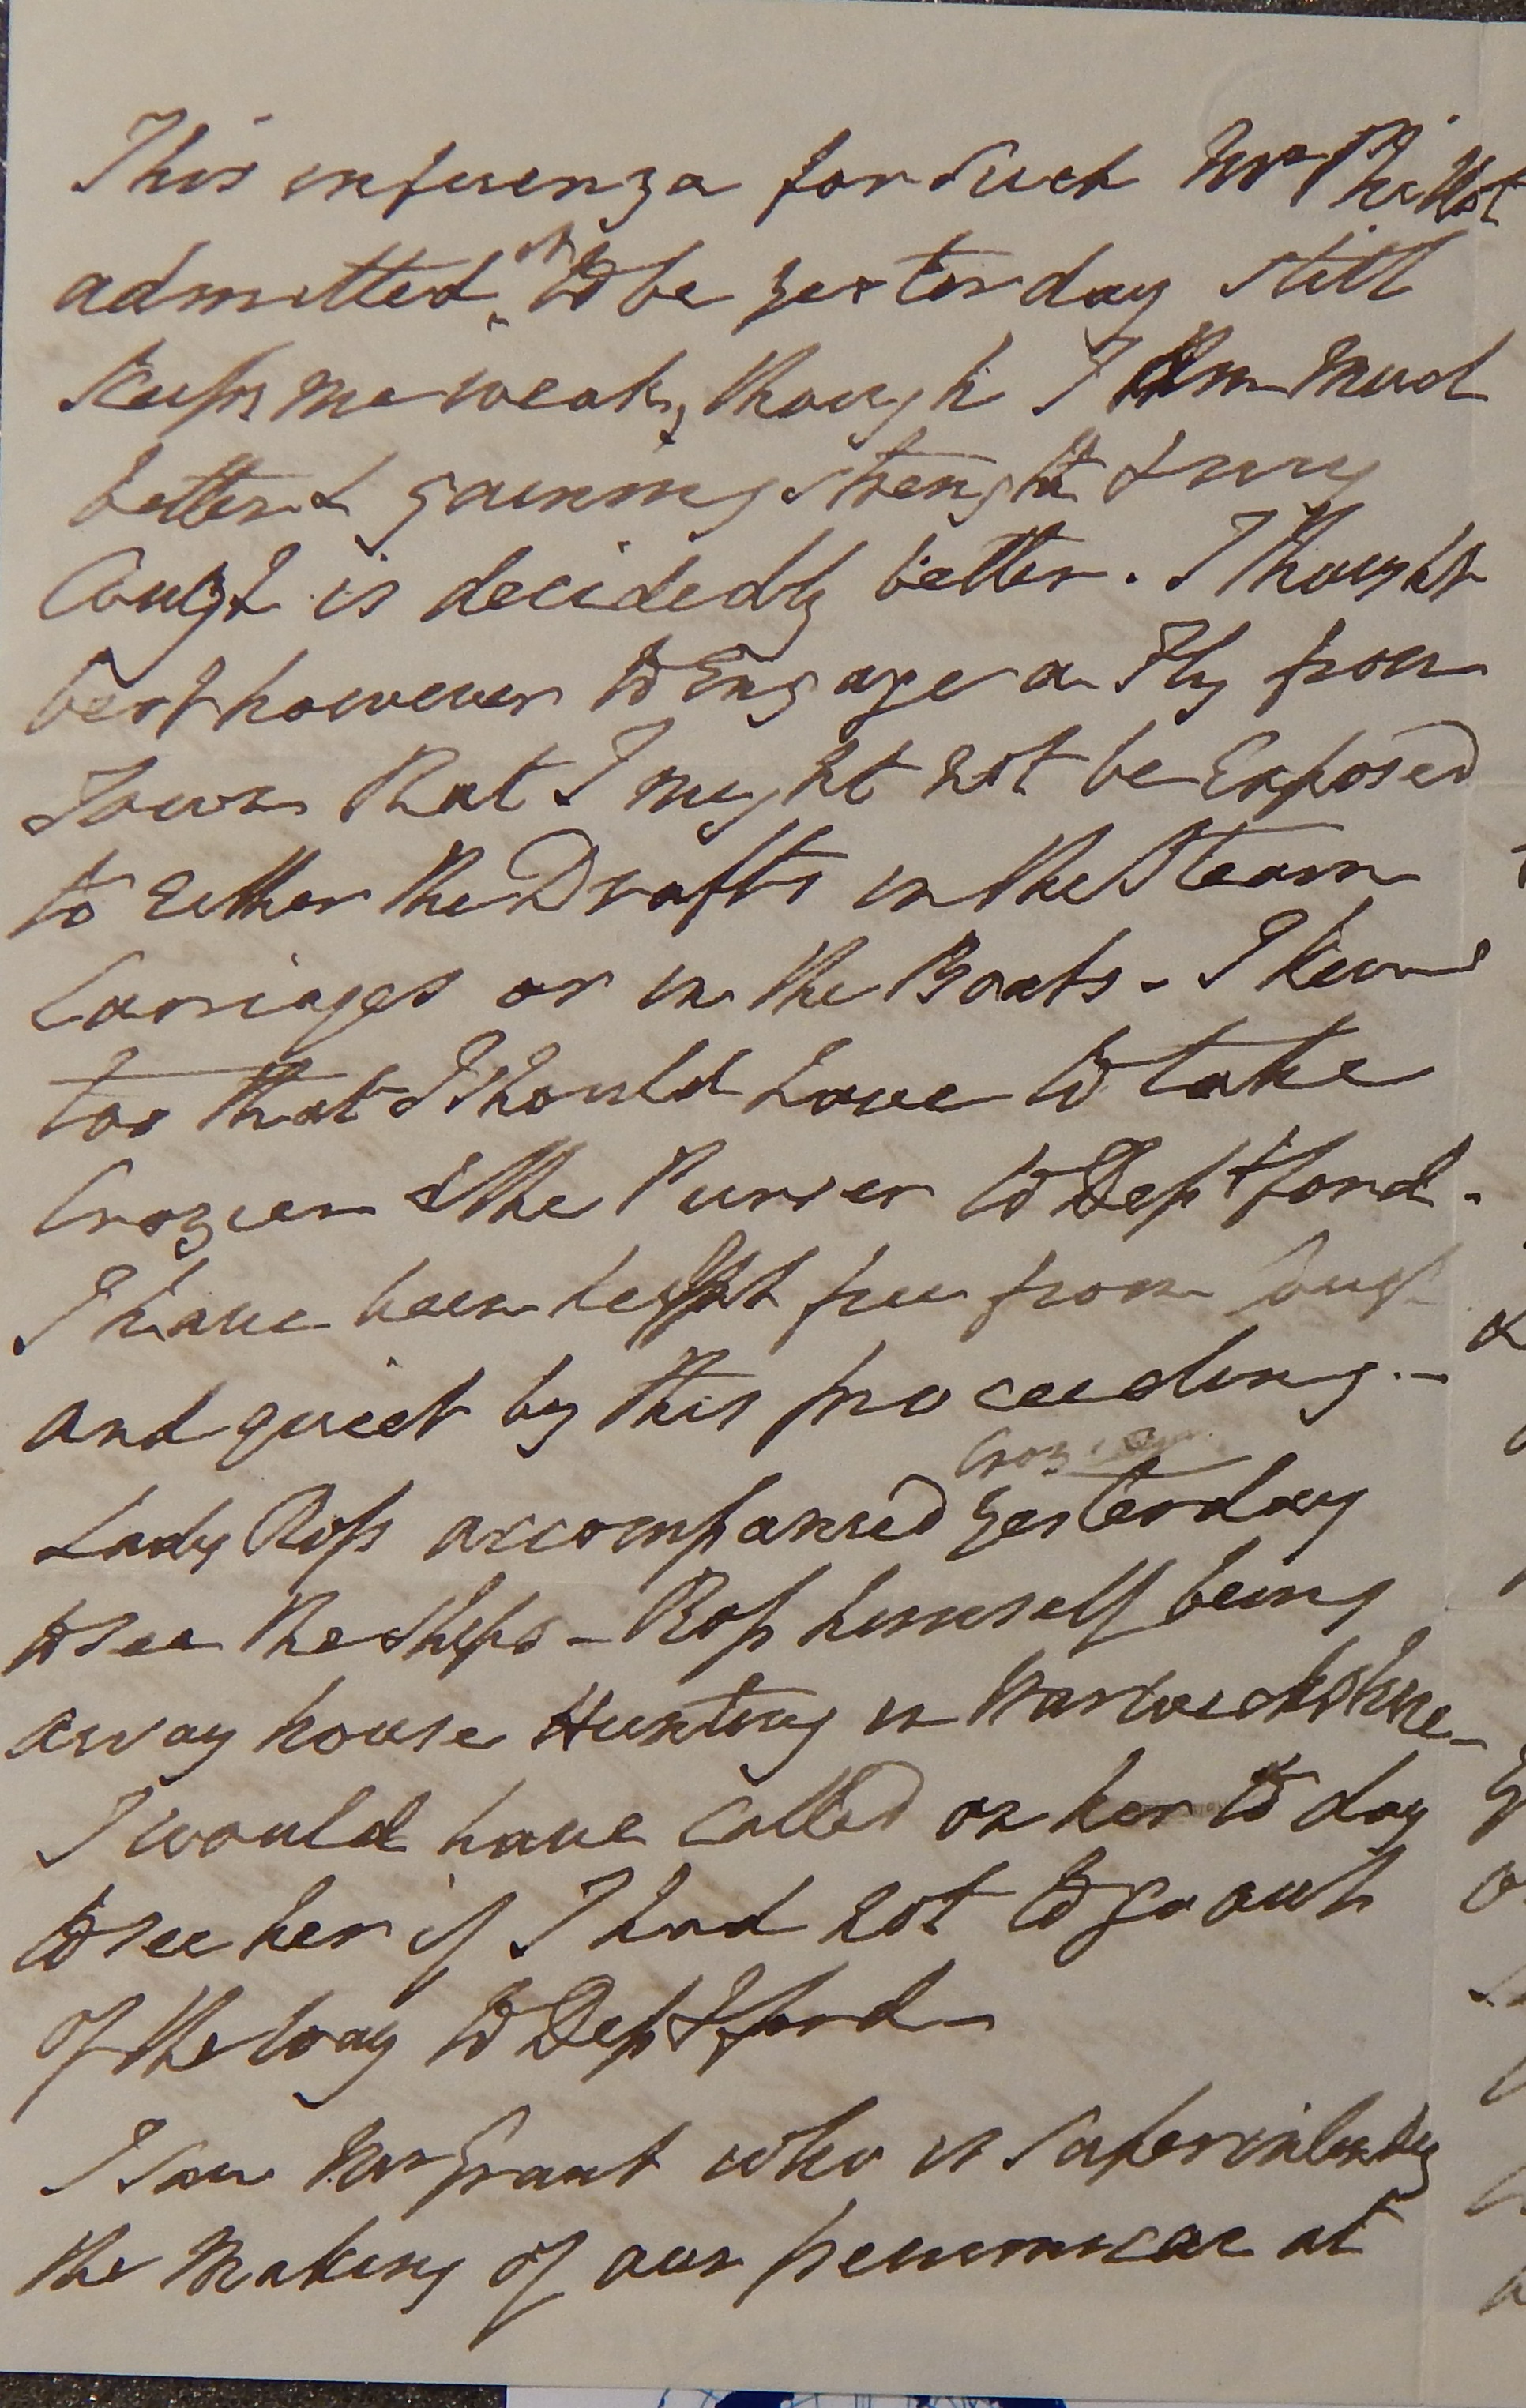 This influenza for such Mr Phillott
admitted it to be yesterday still
keeps me weak, though I am much
better & gaining strenght & my
Cough is decidedly better. I thought
best however to Engage a Fly from
Town that I might not be Exposed
to Either the Drafts in the Steam
Carriages or in the Boats - I knew
too that I should have to take
Crozier & the Purser to Deptford.
I have been kept free from Cough
and quiet by this proceeding. -
Lady Ross accompanied Crozier yesterday
to see the Ships - Ross himself being
away house Hunting in Warwickshire -
I would have called on her to day
to see her if I had not to go out
of the way to Deptford -
I saw Mr Grant who is Superintending
the Making of our pemmican at